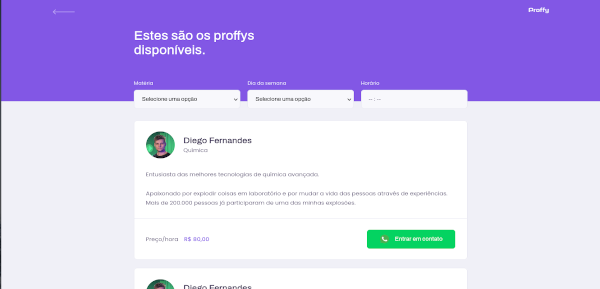 Proffy
Estes são os proffys
disponíveis.
Matéria
Dia da semana
Horário
Selecione uma opção
Selecione uma opção
-- : --
Diego Fernandes
Química
Entusiasta das melhores tecnologias de química avançada.
Apaixonado por explodir coisas em laboratório e por mudar a vida das pessoas através de experiências.
Mais de 200.000 pessoas já participaram de uma das minhas explosões.
Preço/hora R$ 80,00
Entrar em contato
Diego Fernandes